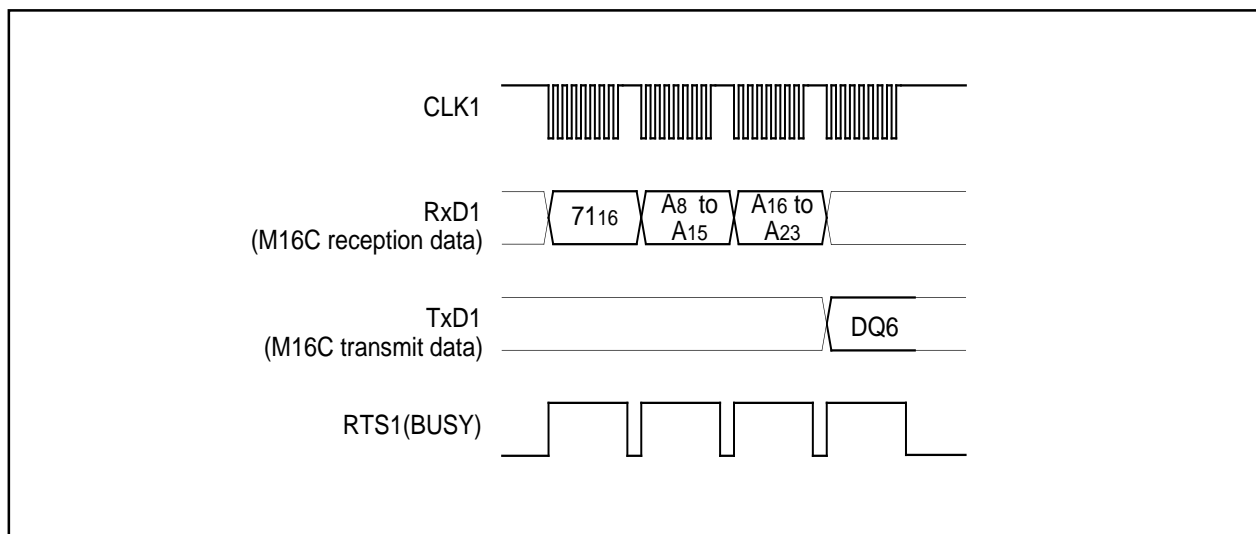 CLK1
RxD1
(M16C reception data)
7116
A8 to
A15
A16 to
A23
TxD1
(M16C transmit data)
DQ6
RTS1(BUSY)